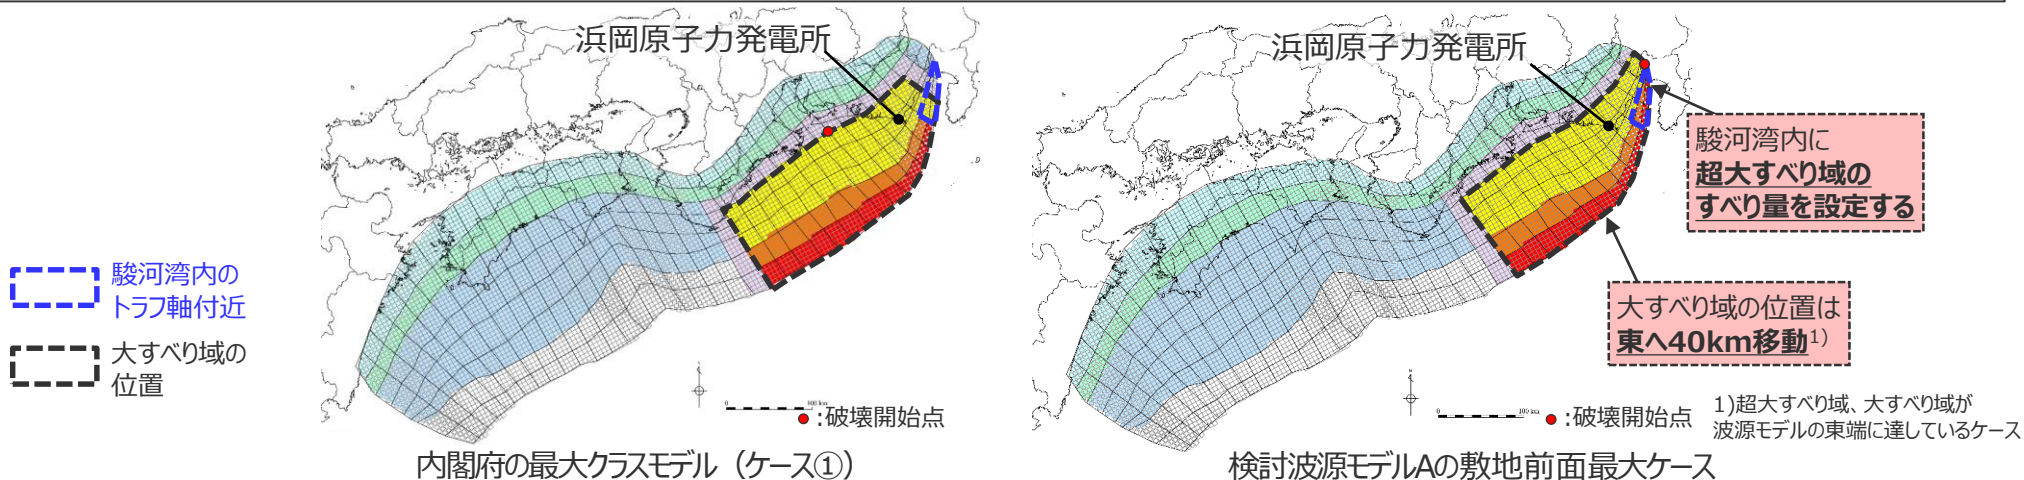 浜岡原子力発電所
駿河湾内の
トラフ軸付近
大すべり域の
位置
0 100 km
:破壊開始点
内閣府の最大クラスモデル（ケース①）
浜岡原子力発電所
駿河湾内に
超大すべり域の
すべり量を設定する
大すべり域の位置は
東へ40km移動1)
0 100 km
:破壊開始点
1)超大すべり域、大すべり域が
波源モデルの東端に達しているケース
検討波源モデルAの敷地前面最大ケース